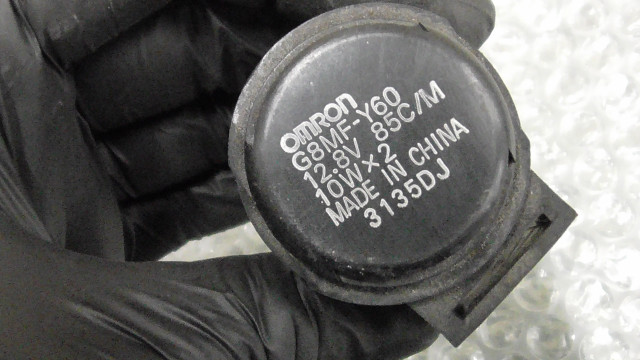 OMRON
G8MF-Y60
12.8V 85C/M
10W×2
MADE IN CHINA
3135DJ